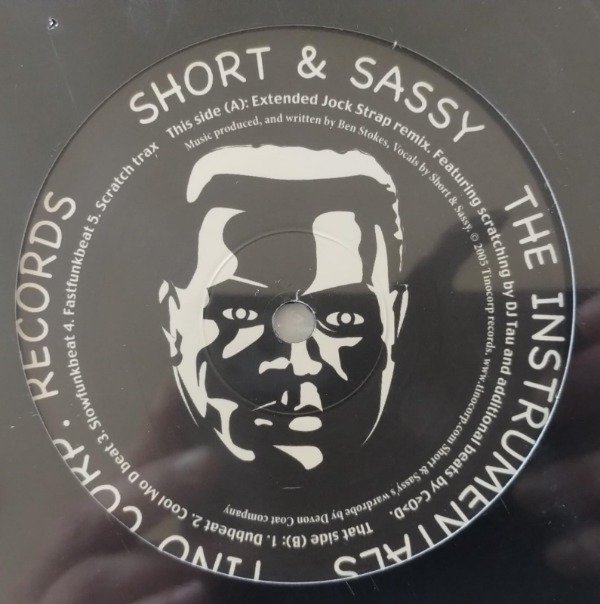 SHORT & SASSY
THE INSTRUMENTALS
TINO CORP. RECORDS
This side (A): Extended Jock Strap remix. Featuring scratching by DJ Tau and additional beats by C<D>D.
Music produced, and written by Ben Stokes, Vocals by Short & Sassy. © 2005 Tinocorp records. www.tinocorp.com Short & Sassy's wardrobe by Devon Coat company
That side (B): 1. Dubbeat 2. Cool Mo D beat 3. Slowfunkbeat 4. Fastfunkbeat 5. Scratch trax